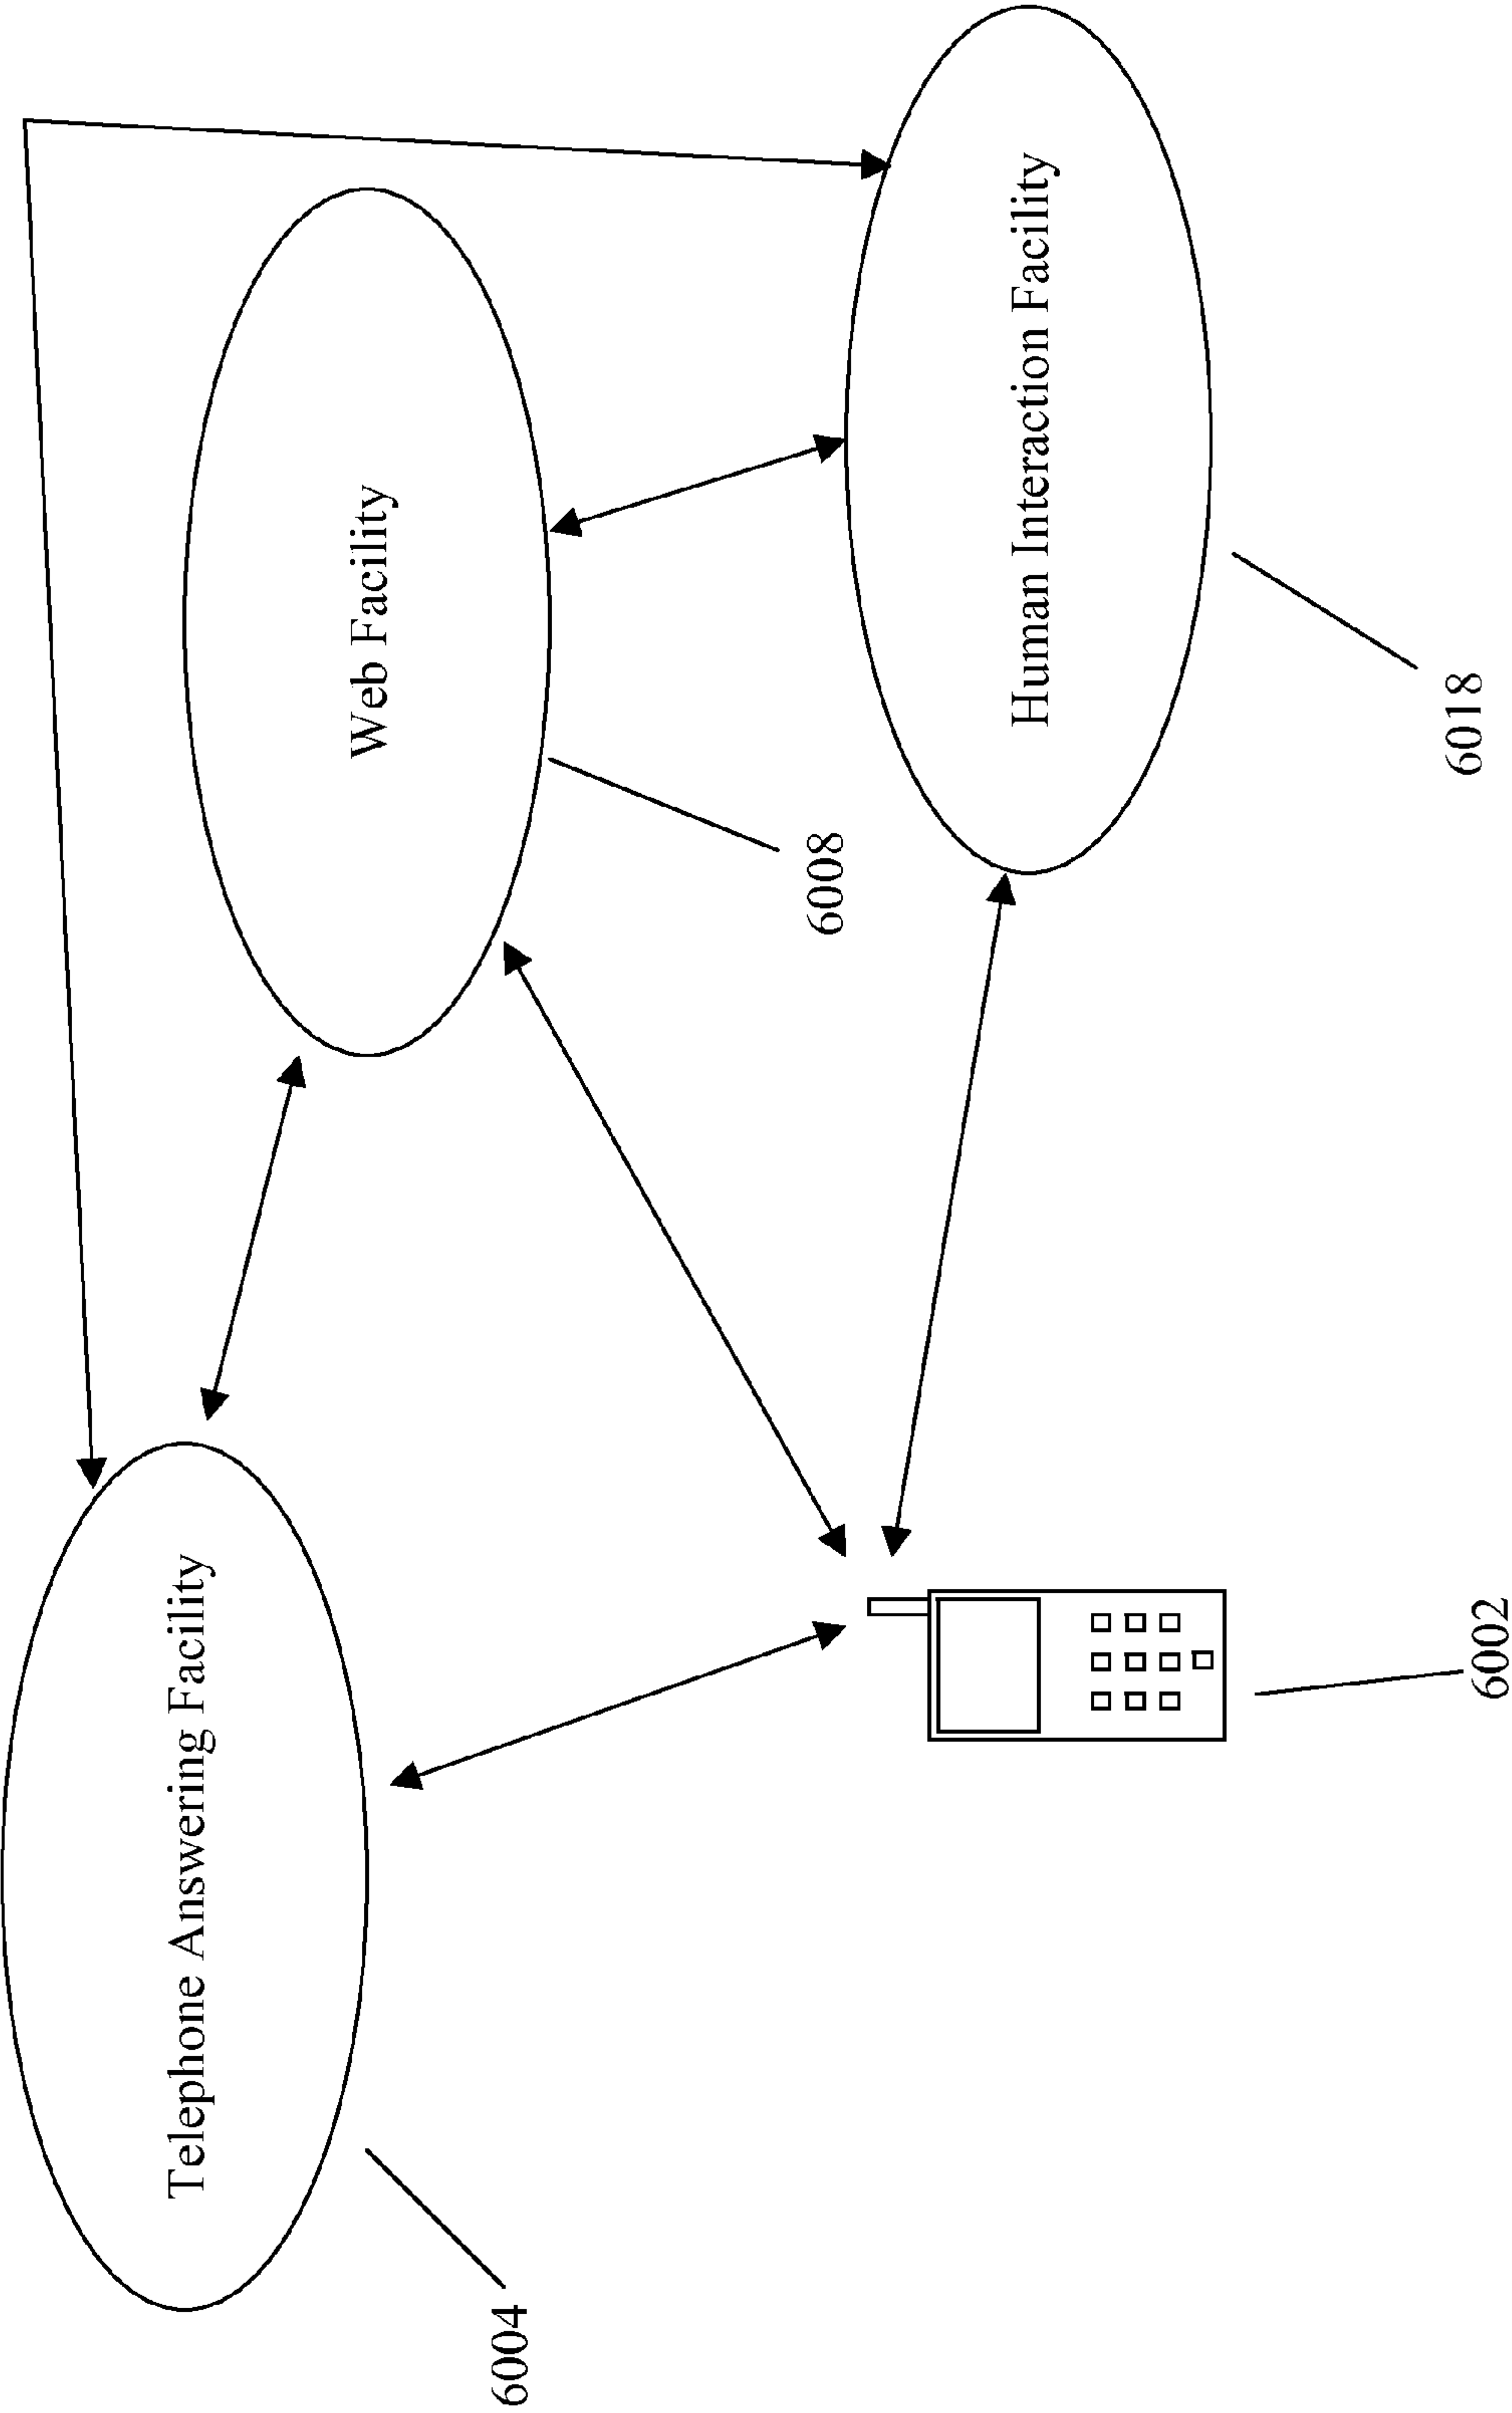 Telephone Answering Facility
6004
Web Facility
6008
Human Interaction Facility
6018
6002